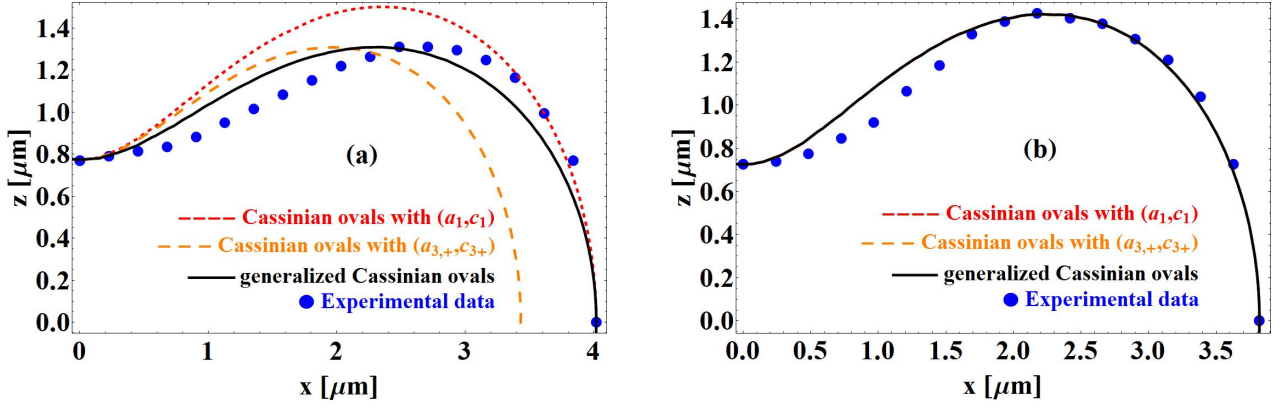 1.4
1.2
1.0
0.8
0.6
0.4
0.2
0.0
z [μm]
(a)
Cassinian ovals with (a₁,c₁)
Cassinian ovals with (a₃,₊,c₃₊)
generalized Cassinian ovals
Experimental data
0 1 2 3 4
x [μm]
1.4
1.2
1.0
0.8
0.6
0.4
0.2
0.0
z [μm]
(b)
Cassinian ovals with (a₁,c₁)
Cassinian ovals with (a₃,₊,c₃₊)
generalized Cassinian ovals
Experimental data
0.0 0.5 1.0 1.5 2.0 2.5 3.0 3.5
x [μm]